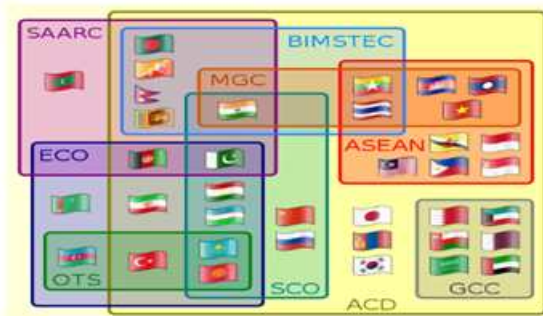 SAARC
BIMSTEC
MGC
ASEAN
ECO
OTS
SCO
GCC
ACD